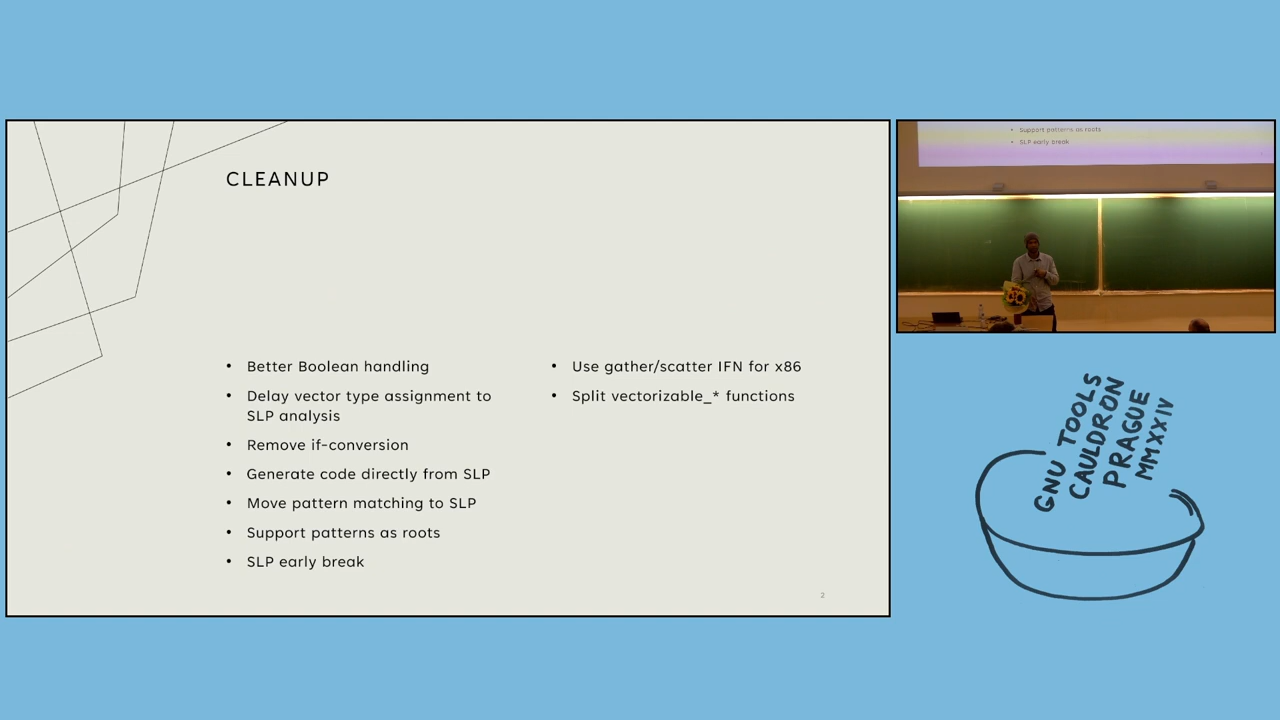 CLEANUP
• Better Boolean handling
• Delay vector type assignment to
SLP analysis
• Remove if-conversion
• Generate code directly from SLP
• Move pattern matching to SLP
• Support patterns as roots
• SLP early break
• Use gather/scatter IFN for x86
• Split vectorizable_* functions
2
• Support patterns as roots
• SLP early break
GNU TOOLS
CAULDRON
PRAGUE
MMXXIV